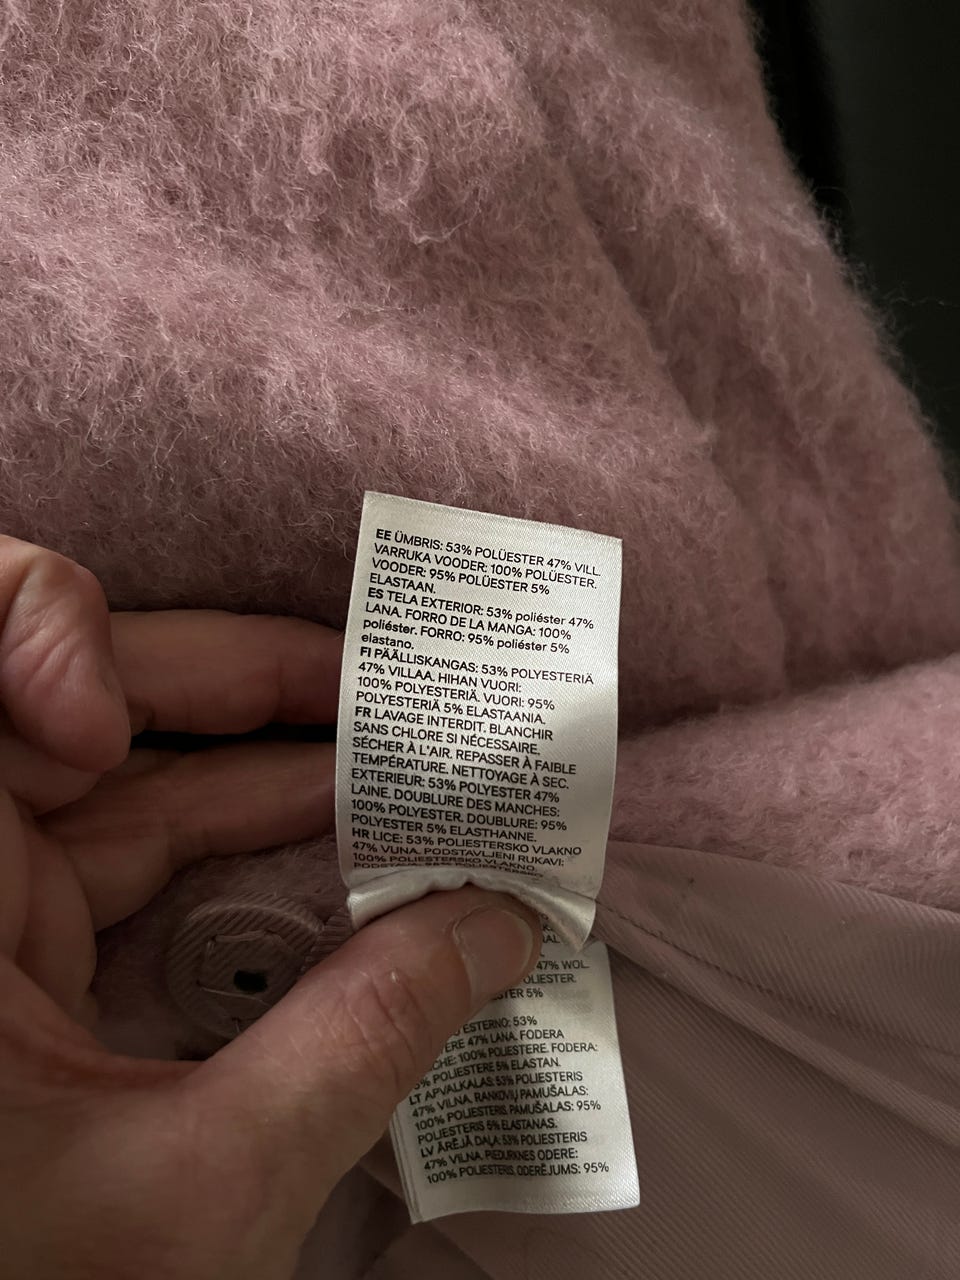 EE ÜMBRIS: 53% POLÜESTER 47% VILL.
VARRUKA VOODER: 100% POLÜESTER.
VOODER: 95% POLÜESTER 5%
ELASTAAN.
ES TELA EXTERIOR: 53% poliéster 47%
LANA. FORRO DE LA MANGA: 100%
poliéster. FORRO: 95% poliéster 5%
elastano.
FI PÄÄLLISKANGAS: 53% POLYESTERIÄ
47% VILLAA. HIHAN VUORI:
100% POLYESTERIÄ. VUORI: 95%
POLYESTERIÄ 5% ELASTAANIA.
FR LAVAGE INTERDIT. BLANCHIR
SANS CHLORE SI NÉCESSAIRE.
SÉCHER À L'AIR. REPASSER À FAIBLE
TEMPÉRATURE. NETTOYAGE À SEC.
EXTERIEUR: 53% POLYESTER 47%
LAINE. DOUBLURE DES MANCHES:
100% POLYESTER. DOUBLURE: 95%
POLYESTER 5% ELASTHANNE.
HR LICE: 53% POLIESTERSKO VLAKNO
47% VUNA. PODSTAVLJENI RUKAVI:
100% POLIESTERSKO VLAKNO.
PODSTAVA: 95% POLIESTERSKO
47% WOL.
5%
ESTERNO: 53%
47% LANA. FODERA
100% POLIESTERE. FODERA:
POLIESTERE 5% ELASTAN.
LT APVALKALAS: 53% POLIESTERIS
47% VILNA. RANKOVIŲ PAMUŠALAS:
100% POLIESTERIS. PAMUŠALAS: 95%
POLIESTERIS 5% ELASTANAS.
LV ĀRĒJĀ DAĻA: 53% POLIESTERIS
47% VILNA. PIEDURKNES ODERE:
100% POLIESTERIS. ODERĒJUMS: 95%